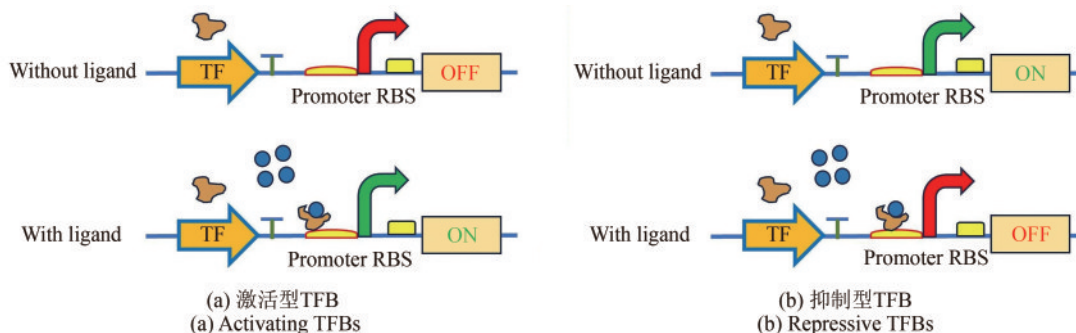 Without ligand TF OFF
Promoter RBS
With ligand TF ON
Promoter RBS
(a) 激活型TFB
(a) Activating TFBs
Without ligand TF ON
Promoter RBS
With ligand TF OFF
Promoter RBS
(b) 抑制型TFB
(b) Repressive TFBs